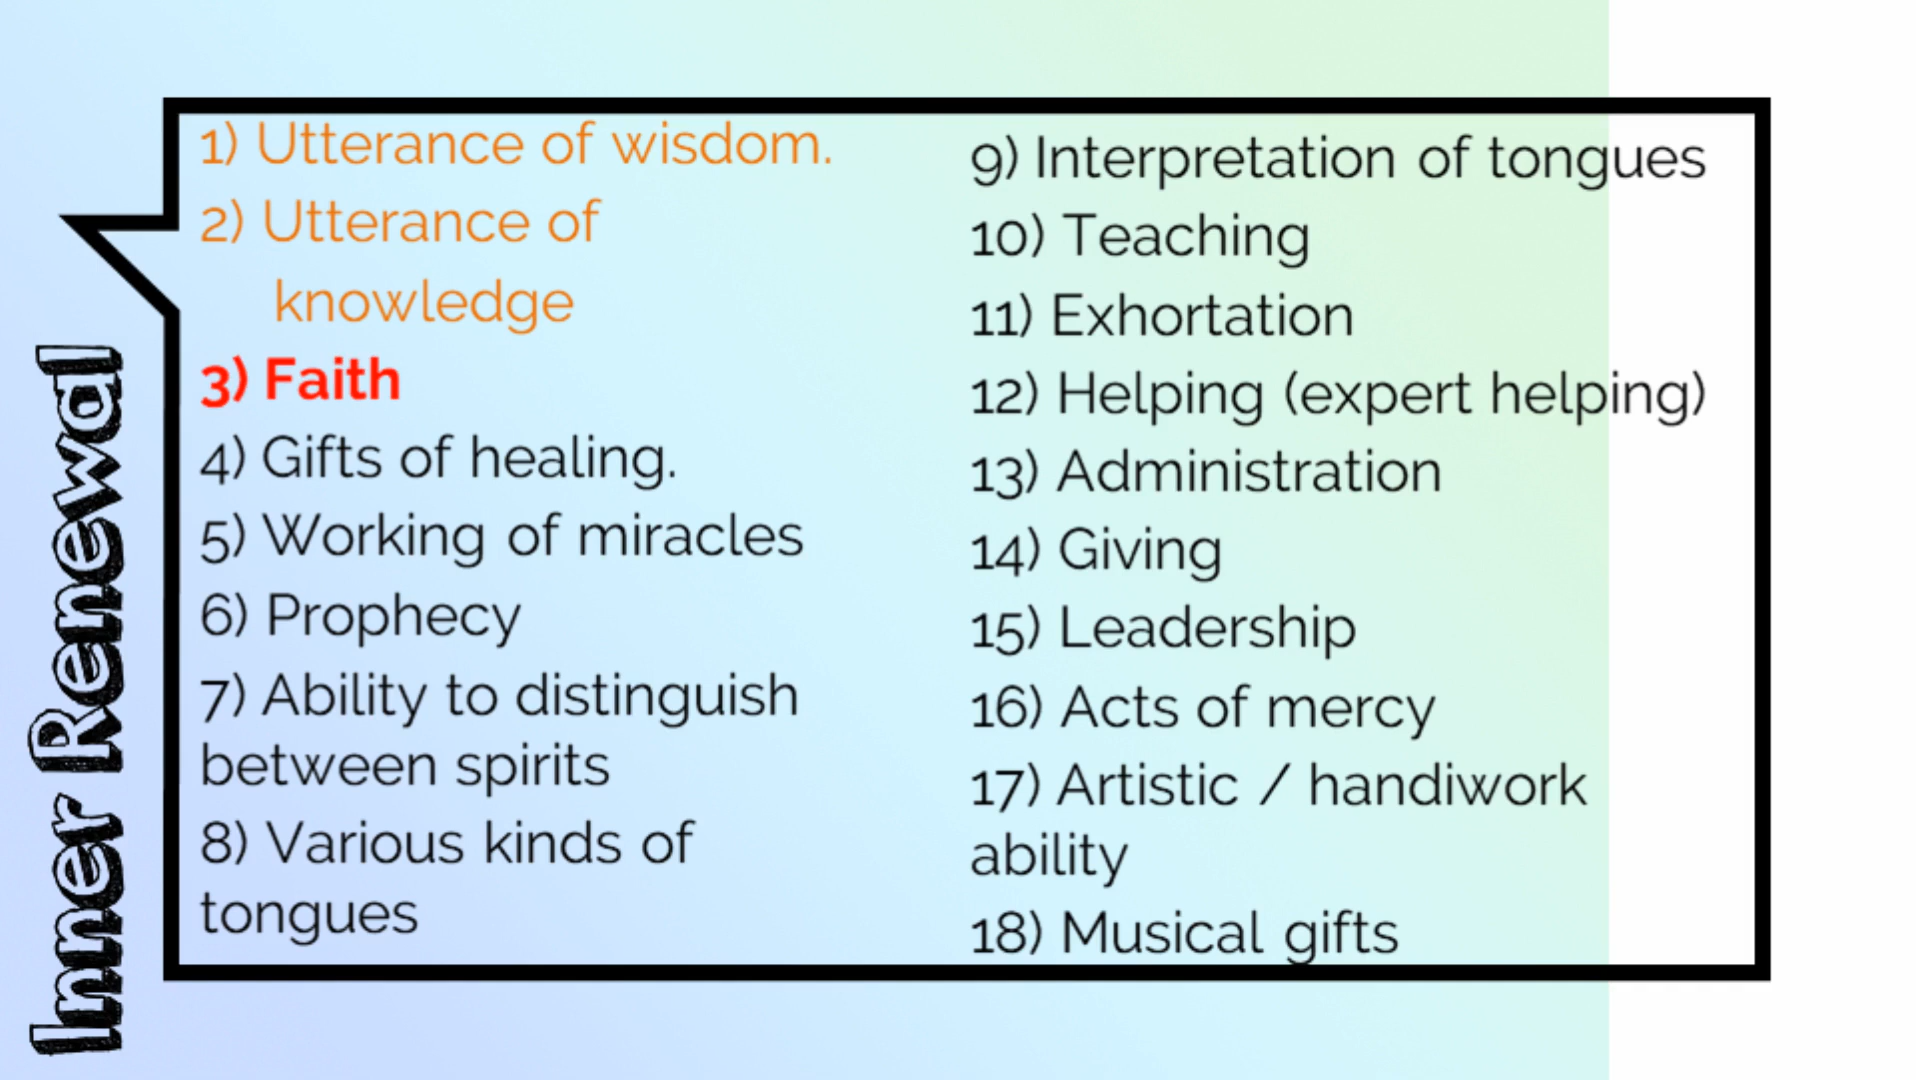 Inner Renewal
1) Utterance of wisdom.
2) Utterance of
knowledge
3) Faith
4) Gifts of healing.
5) Working of miracles
6) Prophecy
7) Ability to distinguish
between spirits
8) Various kinds of
tongues
9) Interpretation of tongues
10) Teaching
11) Exhortation
12) Helping (expert helping)
13) Administration
14) Giving
15) Leadership
16) Acts of mercy
17) Artistic / handiwork
ability
18) Musical gifts